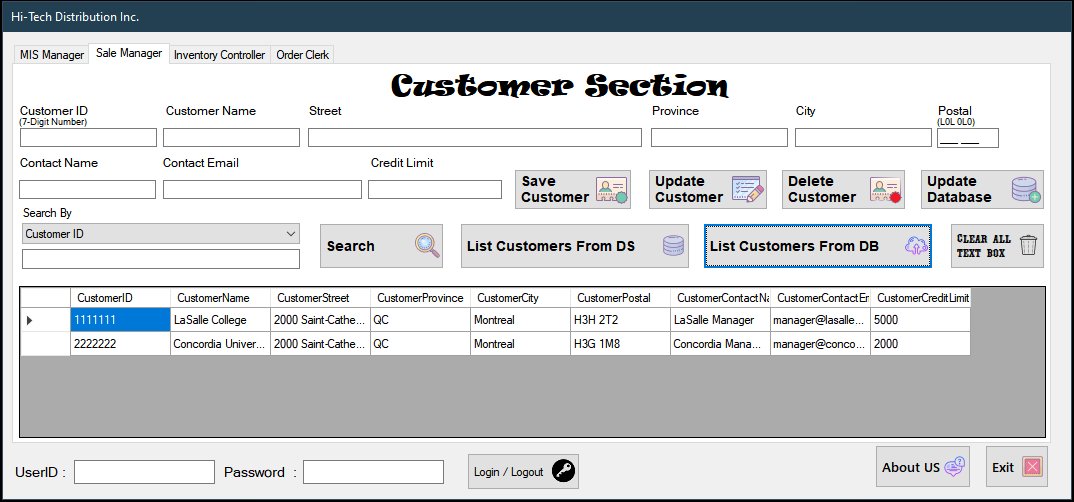 Hi-Tech Distribution Inc.
MIS Manager Sale Manager Inventory Controller Order Clerk
Customer Section
Customer ID Customer Name Street Province City Postal
(7-Digit Number) (L0L 0L0)
___ ___
Contact Name Contact Email Credit Limit
Save Customer Update Customer Delete Customer Update Database
Search By
Customer ID
Search List Customers From DS List Customers From DB CLEAR ALL TEXT BOX
CustomerID CustomerName CustomerStreet CustomerProvince CustomerCity CustomerPostal CustomerContactNa CustomerContactEr CustomerCreditLimit
1111111 LaSalle College 2000 Saint-Cathe... QC Montreal H3H 2T2 LaSalle Manager manager@lasalle... 5000
2222222 Concordia Univer... 2000 Saint-Cathe... QC Montreal H3G 1M8 Concordia Mana... manager@conco... 2000
UserID : Password : Login / Logout About US Exit